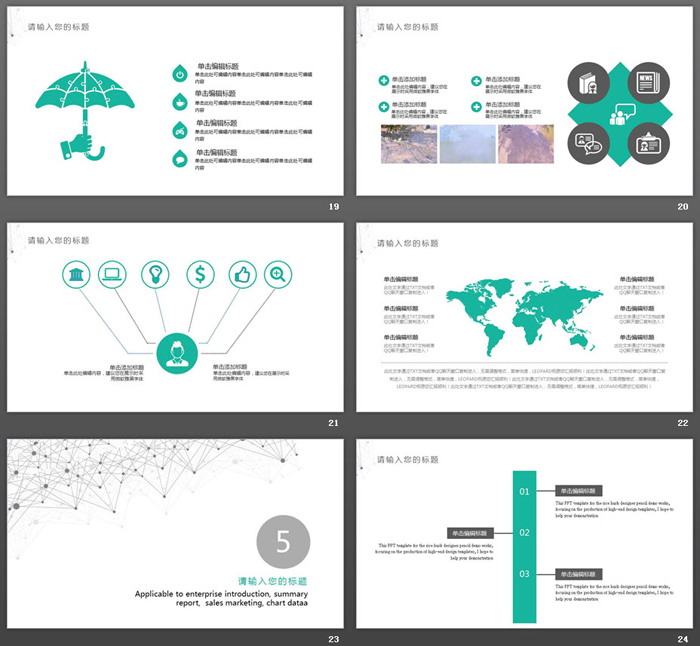 请输入您的标题
单击编辑标题
单击此处可编辑内容单击此处可编辑内容单击此处可编辑
内容
单击编辑标题
单击此处可编辑内容单击此处可编辑内容单击此处可编辑
内容
单击编辑标题
单击此处可编辑内容单击此处可编辑内容单击此处可编辑
内容
单击编辑标题
单击此处可编辑内容单击此处可编辑内容单击此处可编辑
内容
19
请输入您的标题
单击添加标题
单击此处编辑内容，建议您在
展示时采用微软雅黑字体
单击添加标题
单击此处编辑内容，建议您在
展示时采用微软雅黑字体
单击添加标题
单击此处编辑内容，建议您在
展示时采用微软雅黑字体
单击添加标题
单击此处编辑内容，建议您在
展示时采用微软雅黑字体
NEWS
20
请输入您的标题
$
单击添加标题
单击此处编辑内容，建议您在展示时采
用微软雅黑字体
单击添加标题
单击此处编辑内容，建议您在展示时采
用微软雅黑字体
21
请输入您的标题
单击编辑标题
此处文字通过TXT文档或者
QQ聊天窗口复制进入！
单击编辑标题
此处文字通过TXT文档或者
QQ聊天窗口复制进入！
单击编辑标题
此处文字通过TXT文档或者
QQ聊天窗口复制进入！
单击编辑标题
此处文字通过TXT文档或者
QQ聊天窗口复制进入！
单击编辑标题
此处文字通过TXT文档或者
QQ聊天窗口复制进入！
单击编辑标题
此处文字通过TXT文档或者
QQ聊天窗口复制进入！
22
5
请输入您的标题
Applicable to enterprise introduction, summary
report, sales marketing, chart dataa
23
请输入您的标题
01
单击编辑标题
This PPT template for the rice husk designer pencil demo works,
focusing on the production of high-end design templates, I hope to
help your demonstration
02
单击编辑标题
This PPT template for the rice husk designer pencil demo works,
focusing on the production of high-end design templates, I hope to
help your demonstration
03
单击编辑标题
This PPT template for the rice husk designer pencil demo works,
focusing on the production of high-end design templates, I hope to
help your demonstration
24